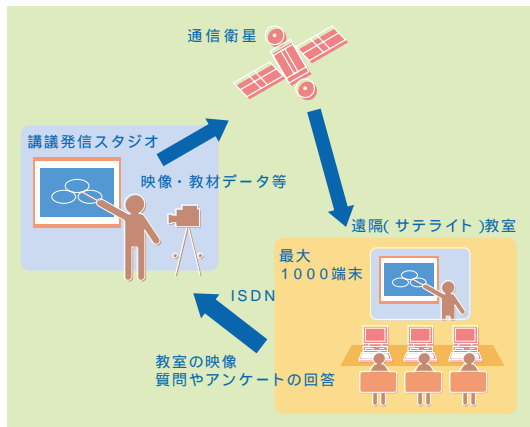 通信衛星
講議発信スタジオ
映像・教材データ等
遠隔(サテライト)教室
最大
1000端末
ISDN
教室の映像
質問やアンケートの回答